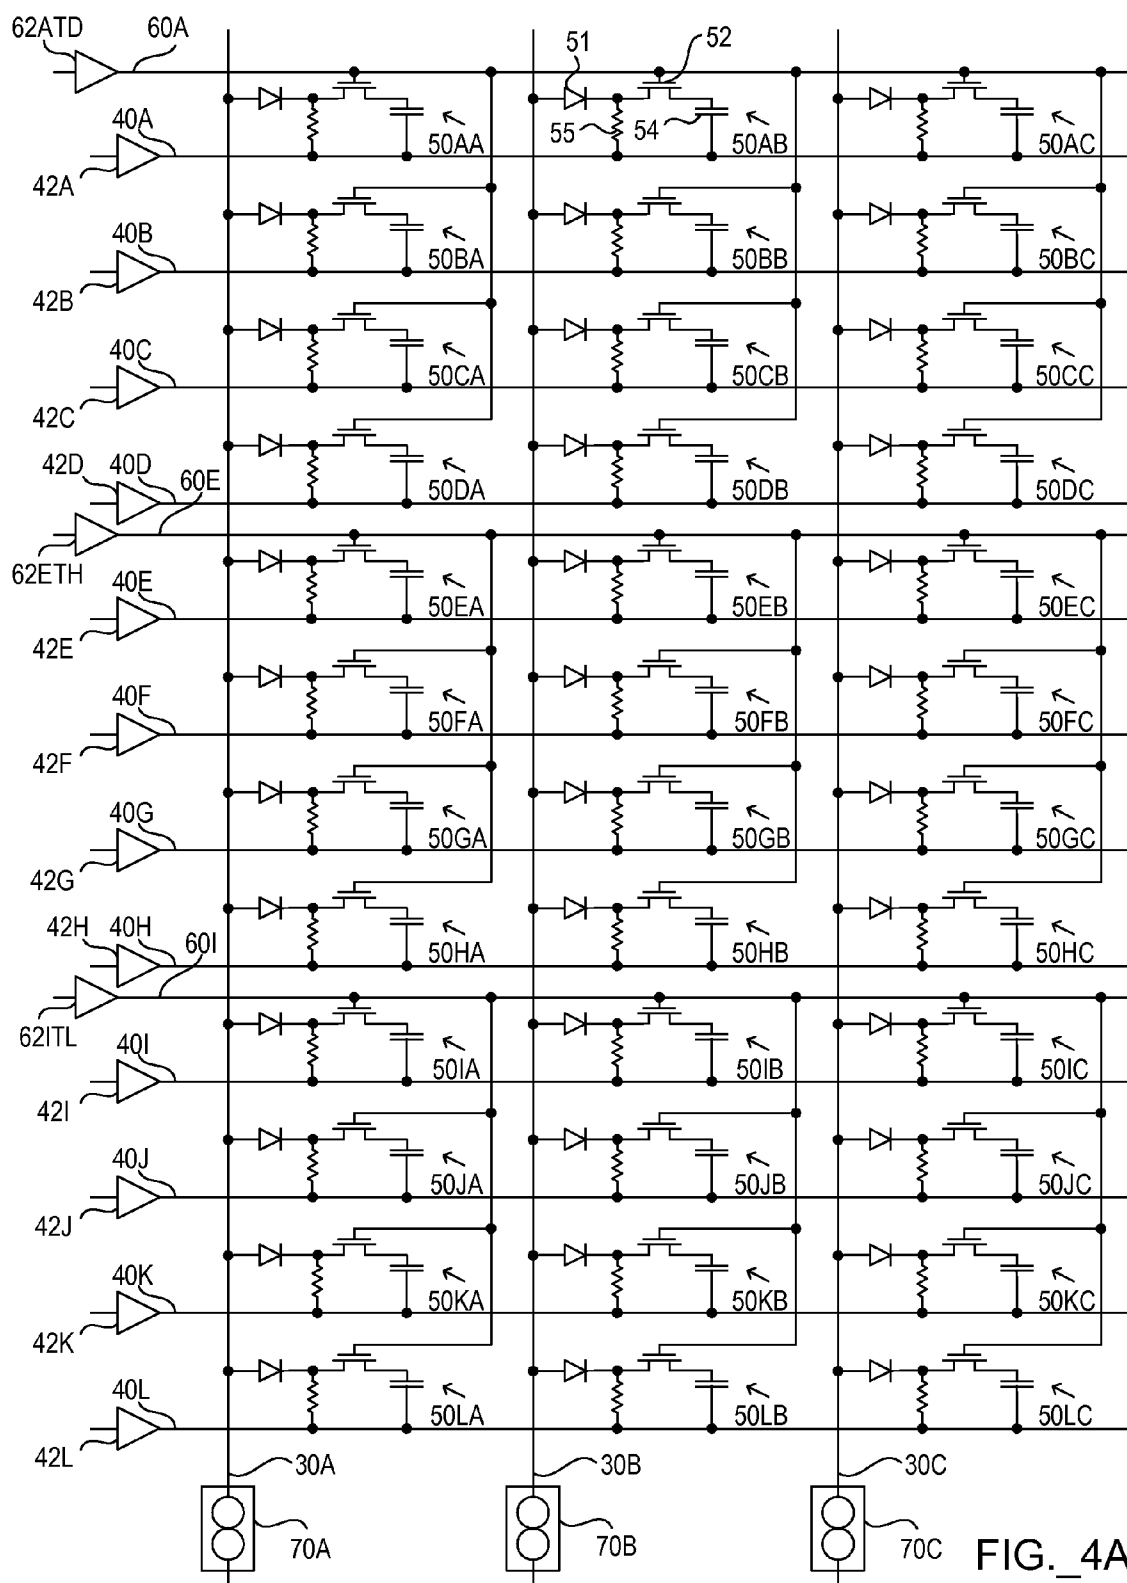 62ATD 60A 51 52
40A 55 54 50AA 50AB 50AC
42A
40B 50BA 50BB 50BC
42B
40C 50CA 50CB 50CC
42C
42D 40D 60E 50DA 50DB 50DC
62ETH
40E 50EA 50EB 50EC
42E
40F 50FA 50FB 50FC
42F
40G 50GA 50GB 50GC
42G
42H 40H 60I 50HA 50HB 50HC
62ITL
40I 50IA 50IB 50IC
42I
40J 50JA 50JB 50JC
42J
40K 50KA 50KB 50KC
42K
40L 50LA 50LB 50LC
42L
30A 30B 30C
70A 70B 70C
FIG._4A